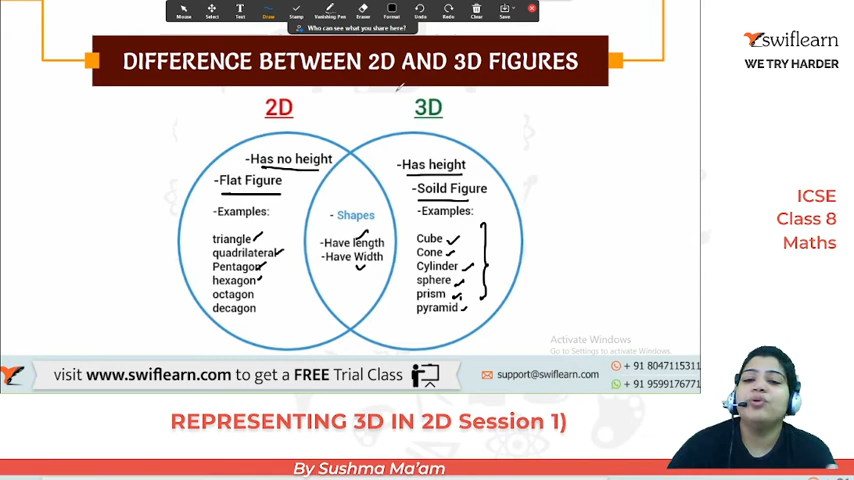 Mouse Select Text Draw Stamp Vanishing Pen Eraser Format Undo Redo Clear Save
Who can see what you share here?
swiflearn
WE TRY HARDER
DIFFERENCE BETWEEN 2D AND 3D FIGURES
2D
3D
-Has no height
-Flat Figure
-Examples:
triangle
quadrilateral
Pentagon
hexagon
octagon
decagon
- Shapes
-Have length
-Have Width
-Has height
-Soild Figure
-Examples:
Cube
Cone
Cylinder
sphere
prism
pyramid
ICSE
Class 8
Maths
Activate Windows
Go to Settings to activate Windows.
visit www.swiflearn.com to get a FREE Trial Class
support@swiflearn.com
+ 91 8047115311
+ 91 9599176771
REPRESENTING 3D IN 2D Session 1)
By Sushma Ma'am